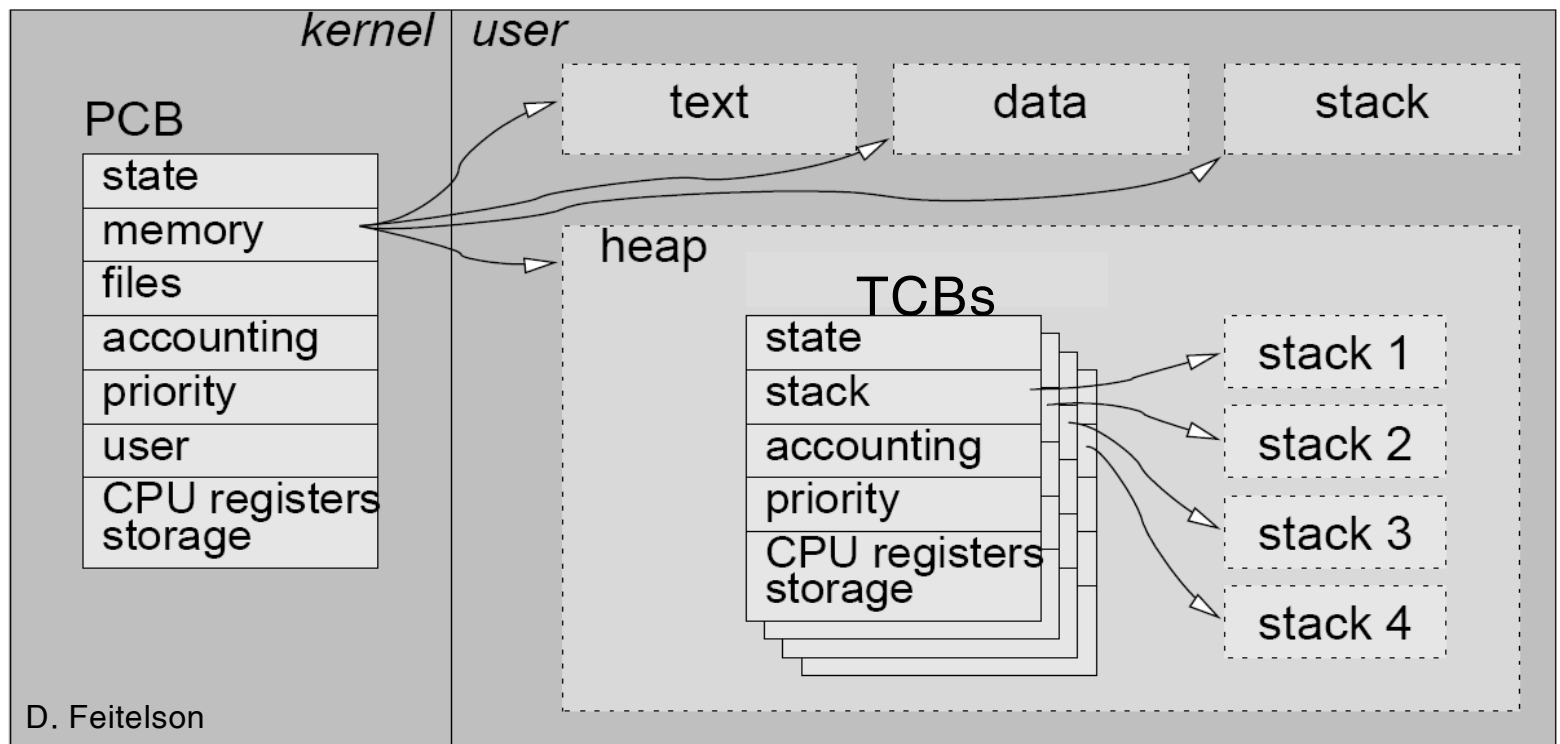 kernel user
PCB
state
memory
files
accounting
priority
user
CPU registers
storage
text
data
stack
heap
TCBs
state
stack
accounting
priority
CPU registers
storage
stack 1
stack 2
stack 3
stack 4
D. Feitelson